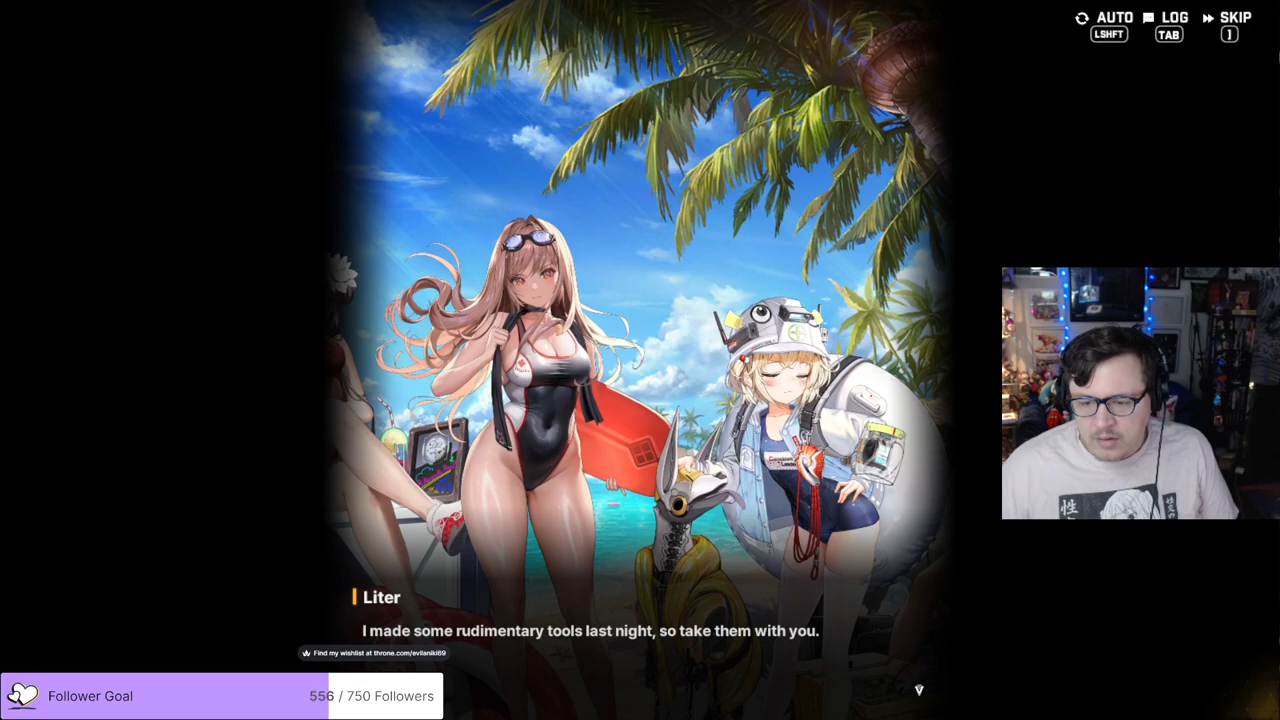 AUTO LOG SKIP
LSHFT TAB ]
Liter
I made some rudimentary tools last night, so take them with you.
Find my wishlist at throne.com/evilaniki69
Follower Goal 556 / 750 Followers
性